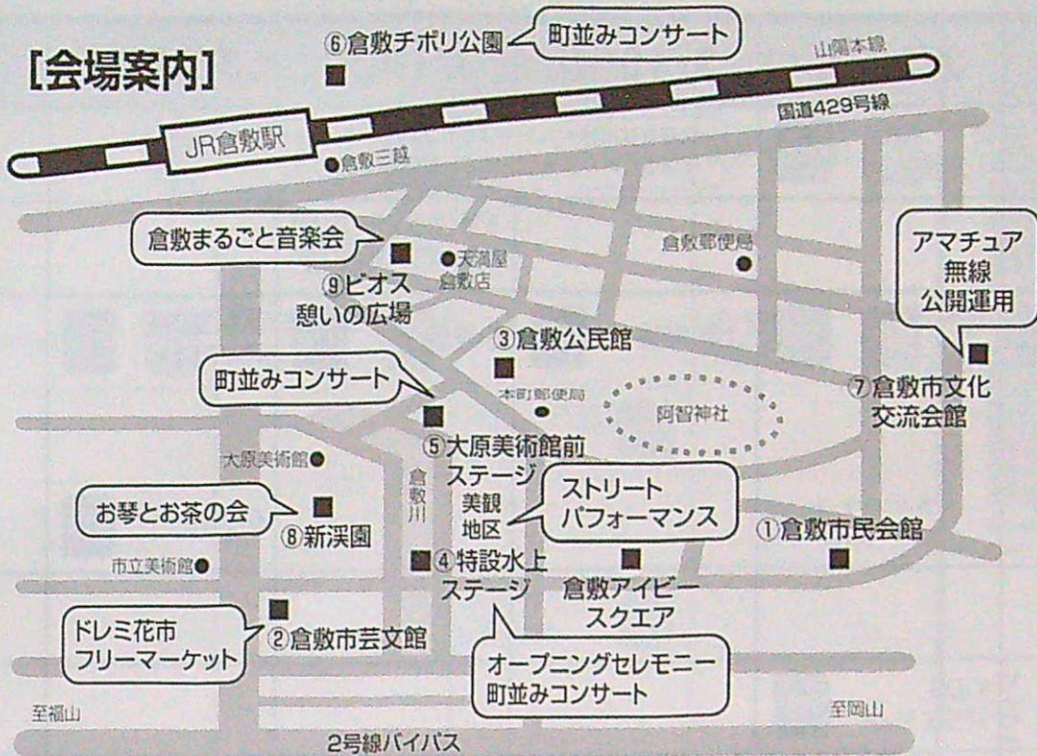 [会場案内]
⑥倉敷チボリ公園
町並みコンサート
山陽本線
国道429号線
JR倉敷駅
●倉敷三越
倉敷まるごと音楽会
⑨ビオス
憩いの広場
天満屋
倉敷店
倉敷郵便局
アマチュア
無線
公開運用
③倉敷公民館
町並みコンサート
本町郵便局
阿智神社
⑦倉敷市文化
交流会館
⑤大原美術館前
ステージ
大原美術館●
倉敷川
美観
地区
ストリート
パフォーマンス
お琴とお茶の会
⑧新渓園
①倉敷市民会館
市立美術館●
④特設水上
ステージ
倉敷アイビー
スクエア
ドレミ花市
フリーマーケット
②倉敷市芸文館
オープニングセレモニー
町並みコンサート
至福山
至岡山
2号線バイパス